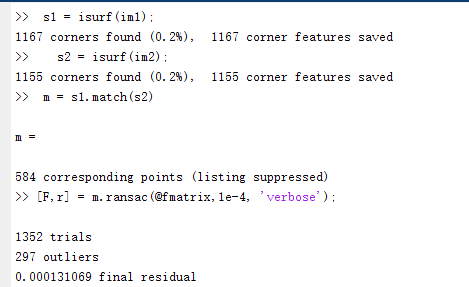 >> s1 = isurf(im1);
1167 corners found (0.2%), 1167 corner features saved
>> s2 = isurf(im2);
1155 corners found (0.2%), 1155 corner features saved
>> m = s1.match(s2)
m =
584 corresponding points (listing suppressed)
>> [F,r] = m.ransac(@fmatrix,1e-4, 'verbose');
1352 trials
297 outliers
0.000131069 final residual